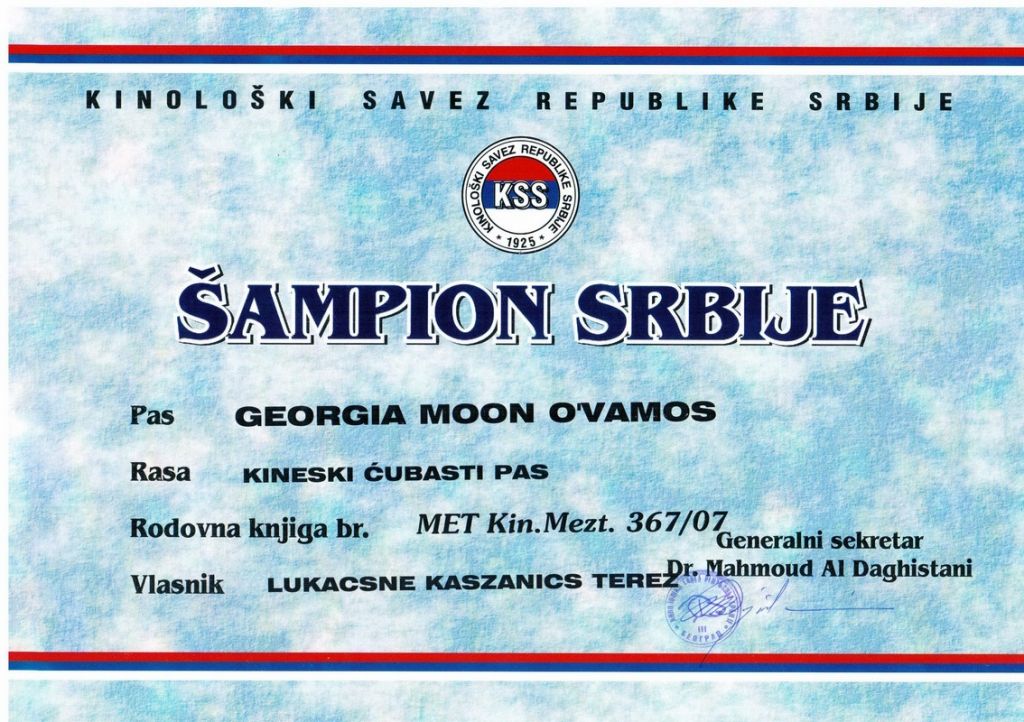 KINOLOŠKI SAVEZ REPUBLIKE SRBIJE
KINOLOŠKI SAVEZ REPUBLIKE SRBIJE
KSS
* 1925 *
ŠAMPION SRBIJE
Pas GEORGIA MOON O'VAMOS
Rasa KINESKI ĆUBASTI PAS
Rodovna knjiga br. MET Kin.Mezt. 367/07
Generalni sekretar
Dr. Mahmoud Al Daghistani
Vlasnik LUKACSNE KASZANICS TEREZ
III
БЕОГРАД